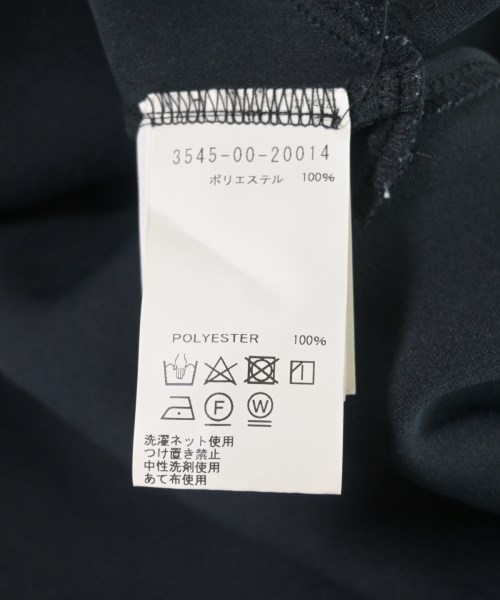 3545-00-20014
ポリエステル 100%
POLYESTER 100%
F W
洗濯ネット使用
つけ置き禁止
中性洗剤使用
あて布使用